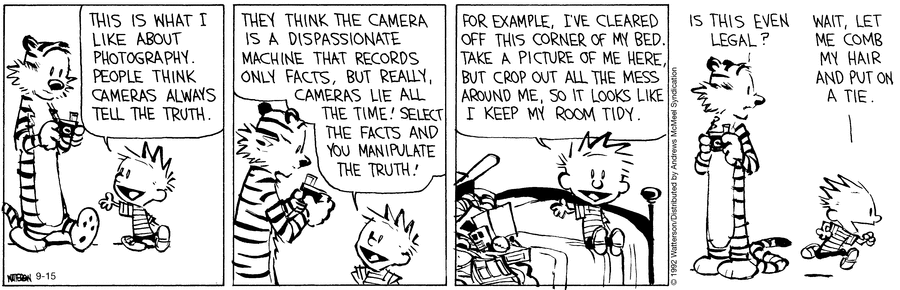 THIS IS WHAT I
LIKE ABOUT
PHOTOGRAPHY.
PEOPLE THINK
CAMERAS ALWAYS
TELL THE TRUTH.
WATTERSON 9-15
THEY THINK THE CAMERA
IS A DISPASSIONATE
MACHINE THAT RECORDS
ONLY FACTS, BUT REALLY,
CAMERAS LIE ALL
THE TIME! SELECT
THE FACTS AND
YOU MANIPULATE
THE TRUTH!
FOR EXAMPLE, I'VE CLEARED
OFF THIS CORNER OF MY BED.
TAKE A PICTURE OF ME HERE,
BUT CROP OUT ALL THE MESS
AROUND ME, SO IT LOOKS LIKE
I KEEP MY ROOM TIDY.
© 1992 Watterson/Distributed by Andrews McMeel Syndication
IS THIS EVEN
LEGAL?
WAIT, LET
ME COMB
MY HAIR
AND PUT ON
A TIE.